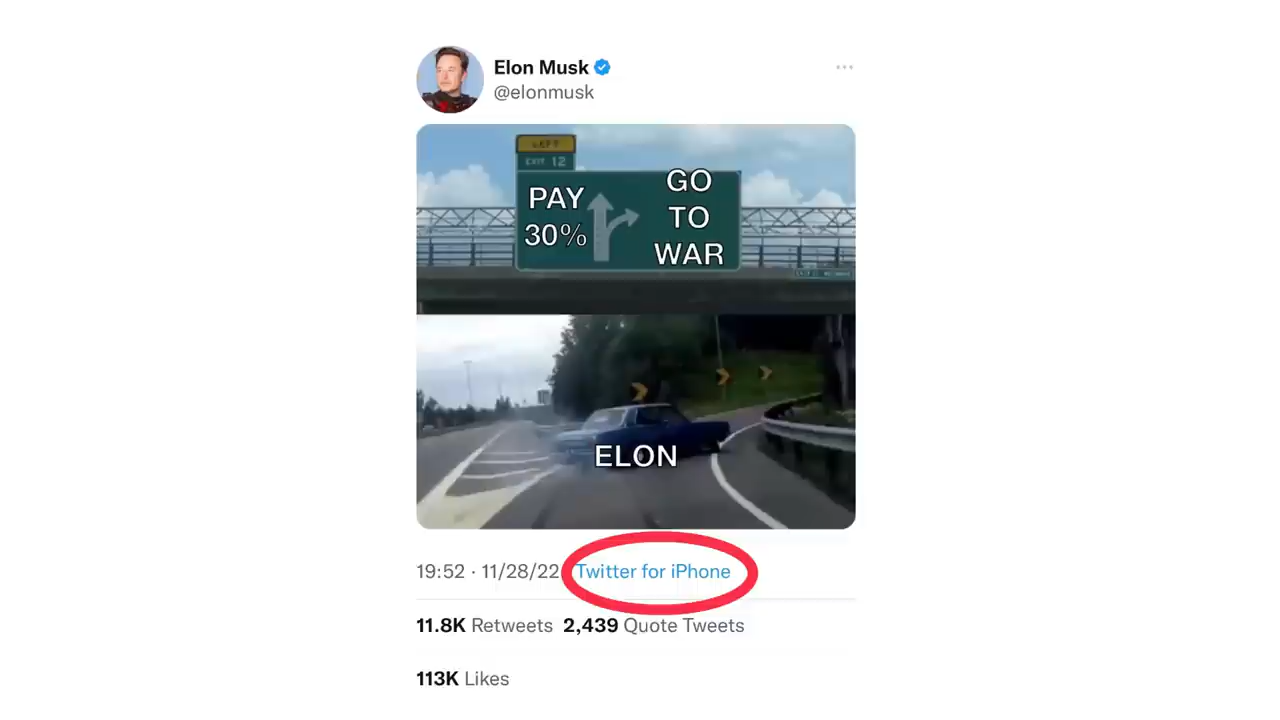 Elon Musk
@elonmusk
EXIT 12
PAY
30%
GO
TO
WAR
ELON
19:52 · 11/28/22
Twitter for iPhone
11.8K Retweets 2,439 Quote Tweets
113K Likes